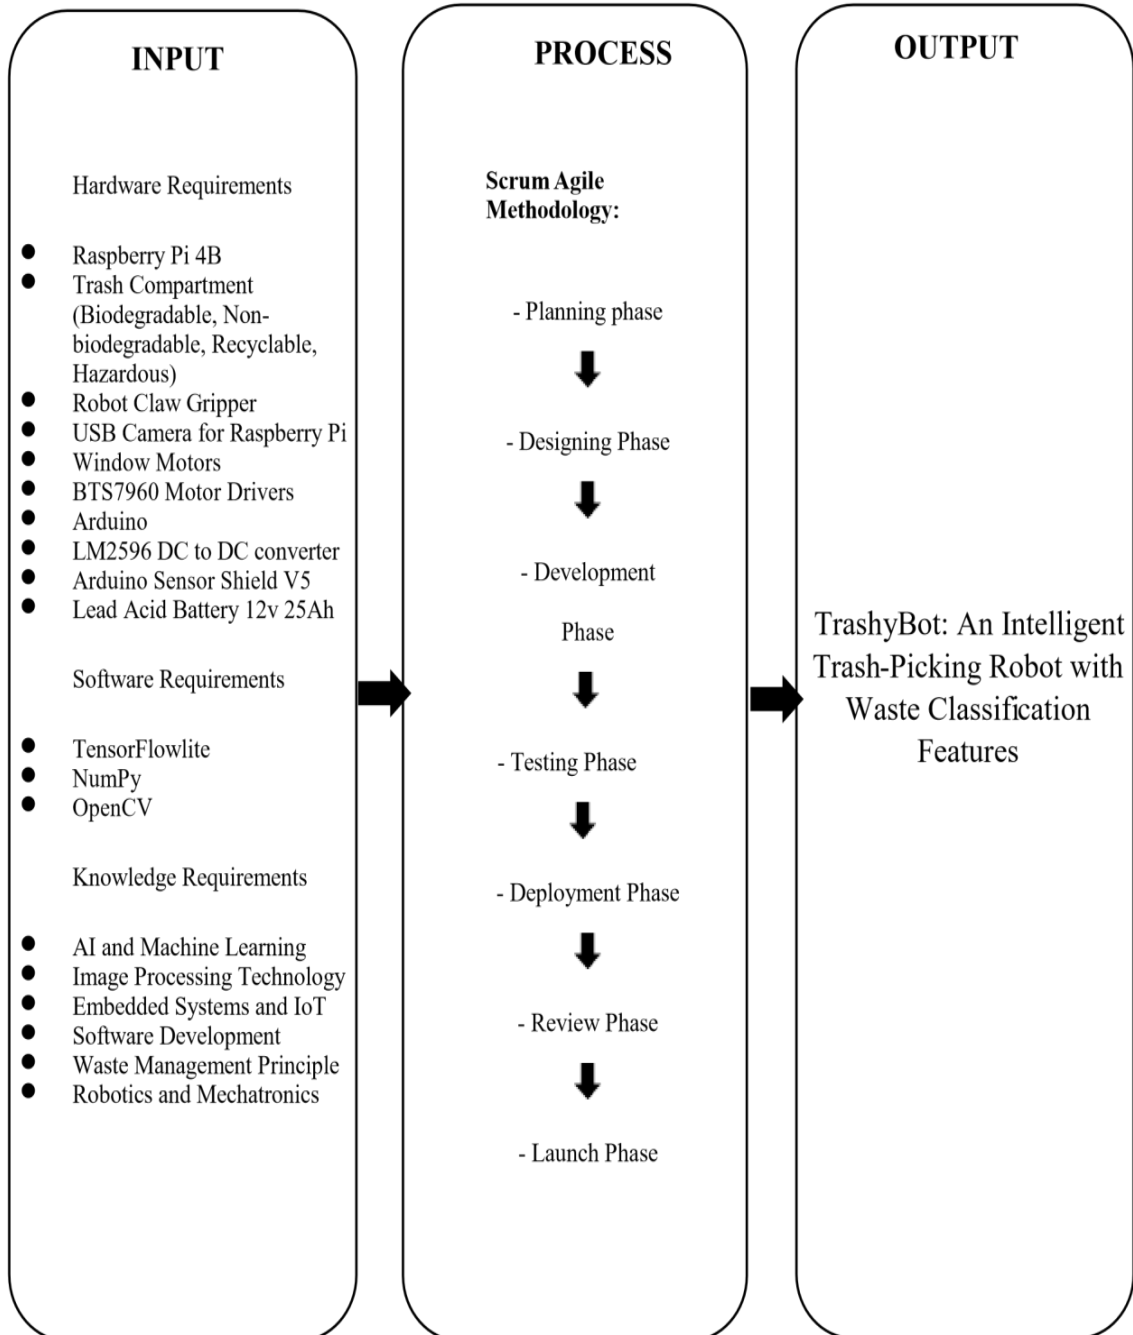 INPUT
Hardware Requirements
● Raspberry Pi 4B
● Trash Compartment
(Biodegradable, Non-
biodegradable, Recyclable,
Hazardous)
● Robot Claw Gripper
● USB Camera for Raspberry Pi
● Window Motors
● BTS7960 Motor Drivers
● Arduino
● LM2596 DC to DC converter
● Arduino Sensor Shield V5
● Lead Acid Battery 12v 25Ah
Software Requirements
● TensorFlowlite
● NumPy
● OpenCV
Knowledge Requirements
● AI and Machine Learning
● Image Processing Technology
● Embedded Systems and IoT
● Software Development
● Waste Management Principle
● Robotics and Mechatronics
PROCESS
Scrum Agile
Methodology:
- Planning phase
- Designing Phase
- Development
Phase
- Testing Phase
- Deployment Phase
- Review Phase
- Launch Phase
OUTPUT
TrashyBot: An Intelligent
Trash-Picking Robot with
Waste Classification
Features